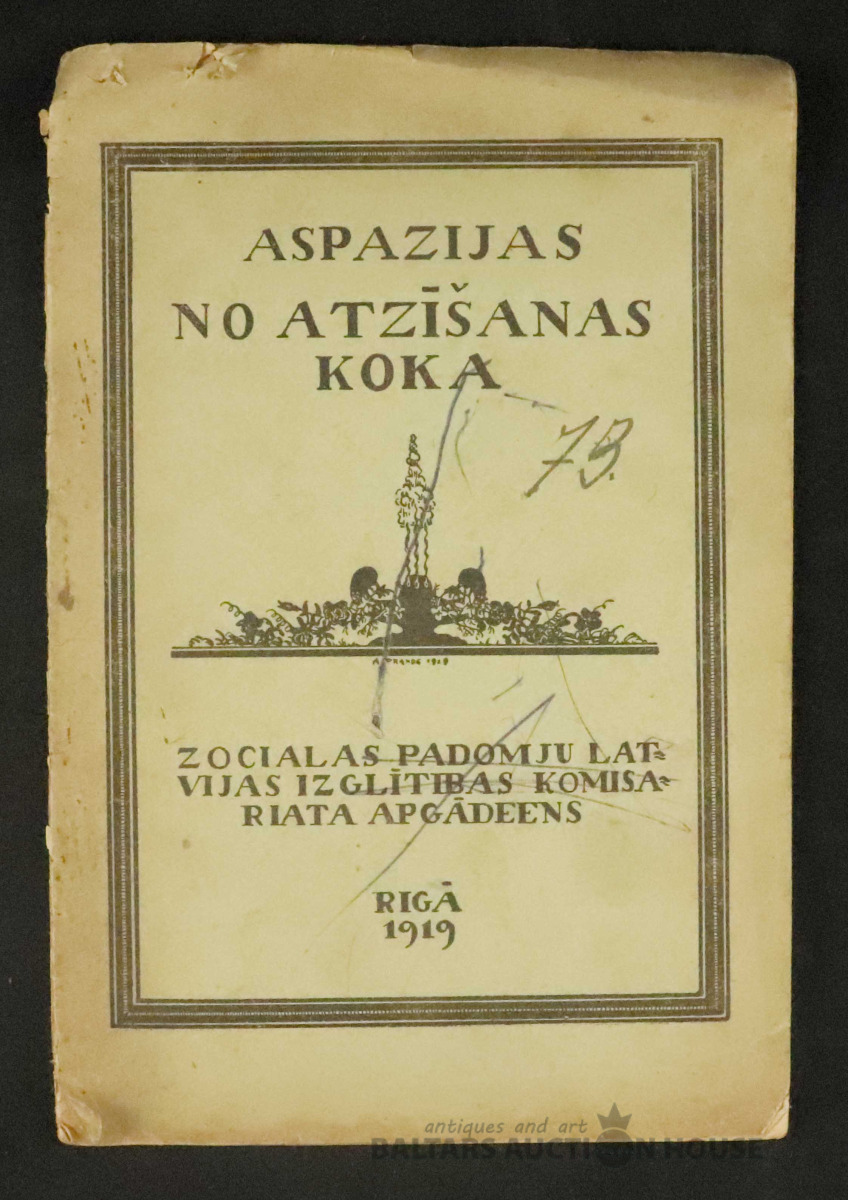 ASPAZIJAS
NO ATZĪŠANAS
KOKA
73.
1919
ZOCIALAS PADOMJU LAT=
VIJAS IZGLĪTIBAS KOMISA=
RIATA APGĀDEENS
RIGĀ
1919
antiques and art
BALTARS AUCTION HOUSE